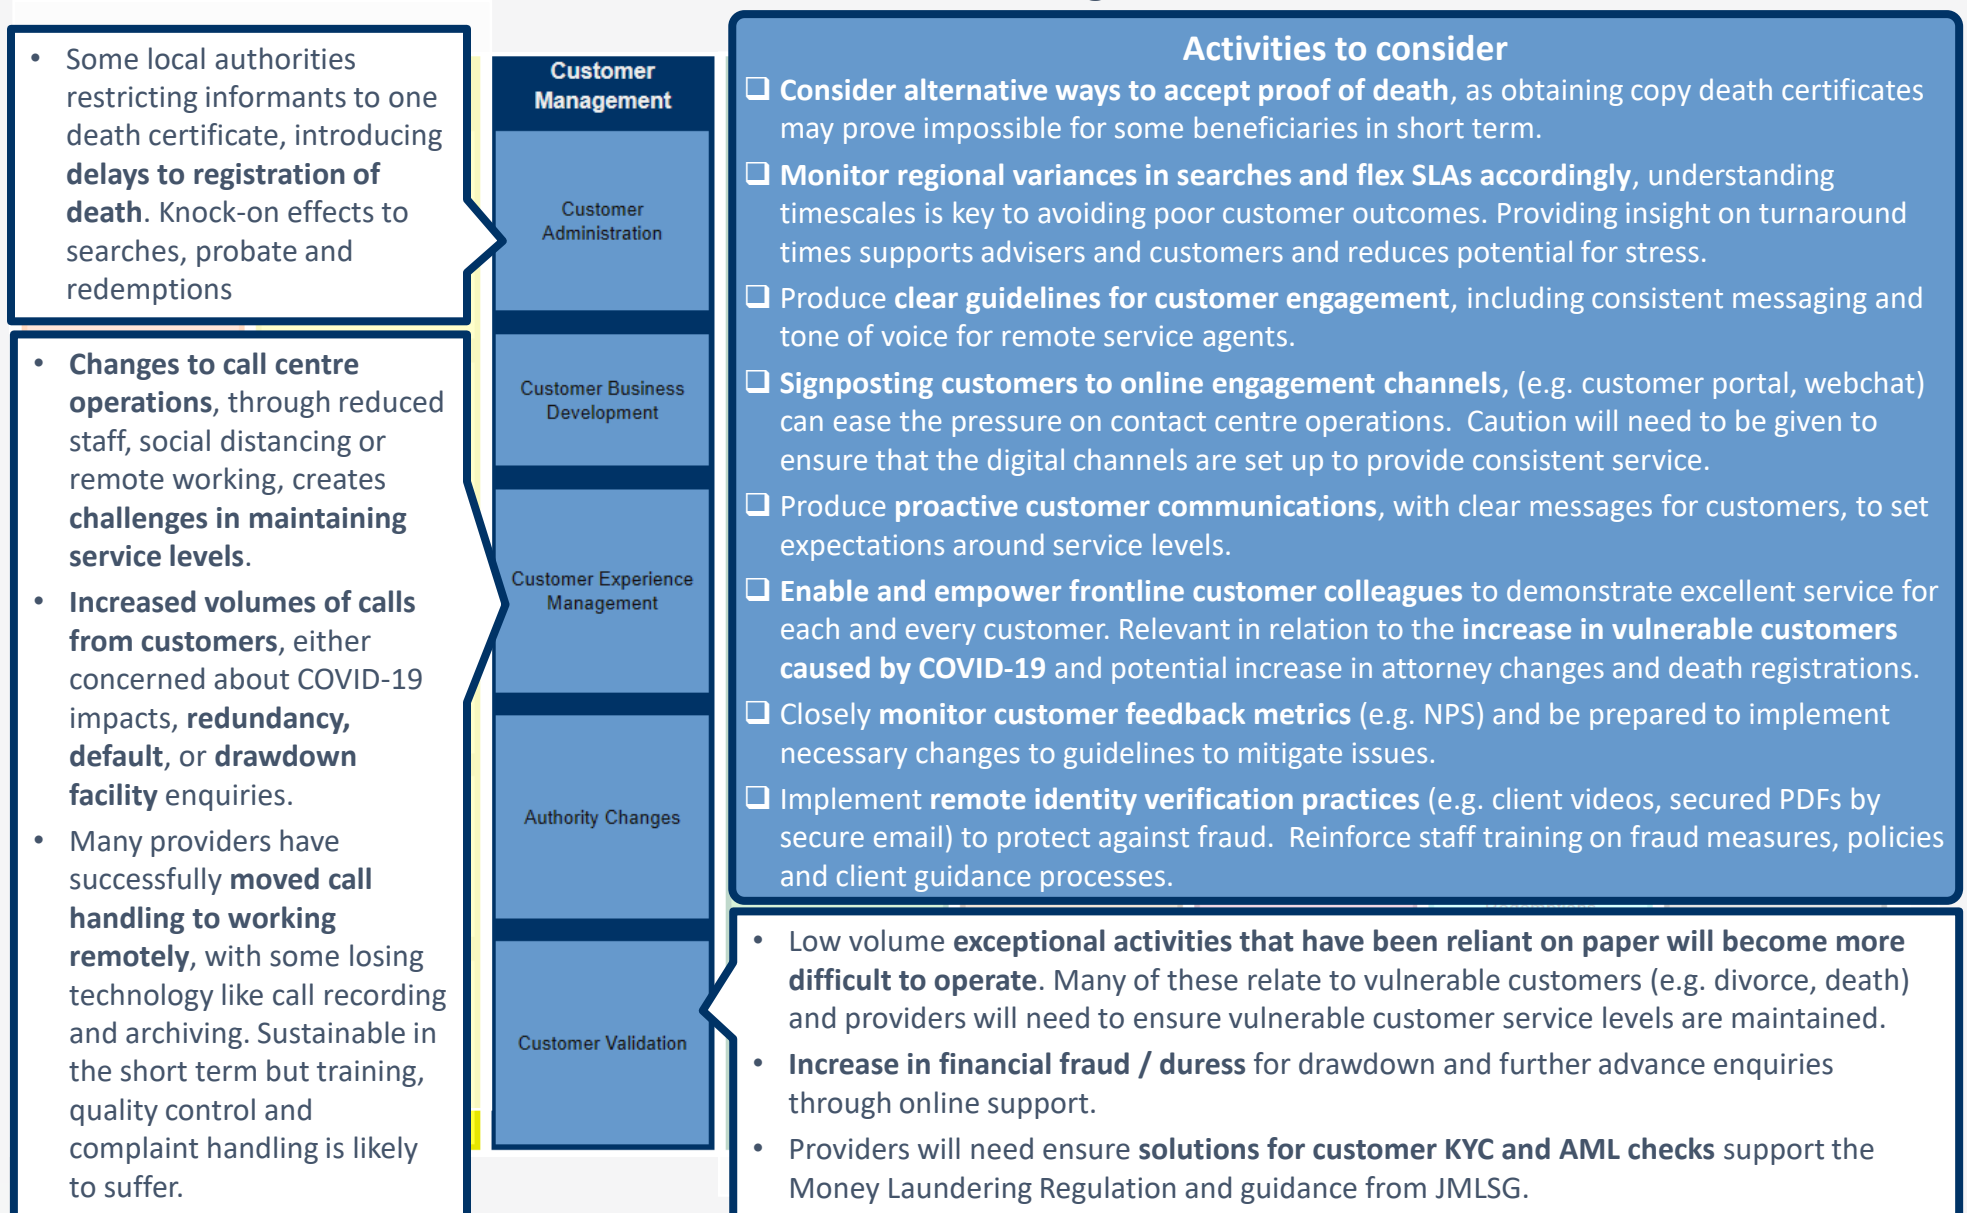 • Some local authorities
restricting informants to one
death certificate, introducing
delays to registration of
death. Knock-on effects to
searches, probate and
redemptions
• Changes to call centre
operations, through reduced
staff, social distancing or
remote working, creates
challenges in maintaining
service levels.
• Increased volumes of calls
from customers, either
concerned about COVID-19
impacts, redundancy,
default, or drawdown
facility enquiries.
• Many providers have
successfully moved call
handling to working
remotely, with some losing
technology like call recording
and archiving. Sustainable in
the short term but training,
quality control and
complaint handling is likely
to suffer.
Customer
Management
Customer
Administration
Customer Business
Development
Customer Experience
Management
Authority Changes
Customer Validation
Activities to consider
❑ Consider alternative ways to accept proof of death, as obtaining copy death certificates
may prove impossible for some beneficiaries in short term.
❑ Monitor regional variances in searches and flex SLAs accordingly, understanding
timescales is key to avoiding poor customer outcomes. Providing insight on turnaround
times supports advisers and customers and reduces potential for stress.
❑ Produce clear guidelines for customer engagement, including consistent messaging and
tone of voice for remote service agents.
❑ Signposting customers to online engagement channels, (e.g. customer portal, webchat)
can ease the pressure on contact centre operations.  Caution will need to be given to
ensure that the digital channels are set up to provide consistent service.
❑ Produce proactive customer communications, with clear messages for customers, to set
expectations around service levels.
❑ Enable and empower frontline customer colleagues to demonstrate excellent service for
each and every customer. Relevant in relation to the increase in vulnerable customers
caused by COVID-19 and potential increase in attorney changes and death registrations.
❑ Closely monitor customer feedback metrics (e.g. NPS) and be prepared to implement
necessary changes to guidelines to mitigate issues.
❑ Implement remote identity verification practices (e.g. client videos, secured PDFs by
secure email) to protect against fraud.  Reinforce staff training on fraud measures, policies
and client guidance processes.
• Low volume exceptional activities that have been reliant on paper will become more
difficult to operate. Many of these relate to vulnerable customers (e.g. divorce, death)
and providers will need to ensure vulnerable customer service levels are maintained.
• Increase in financial fraud / duress for drawdown and further advance enquiries
through online support.
• Providers will need ensure solutions for customer KYC and AML checks support the
Money Laundering Regulation and guidance from JMLSG.